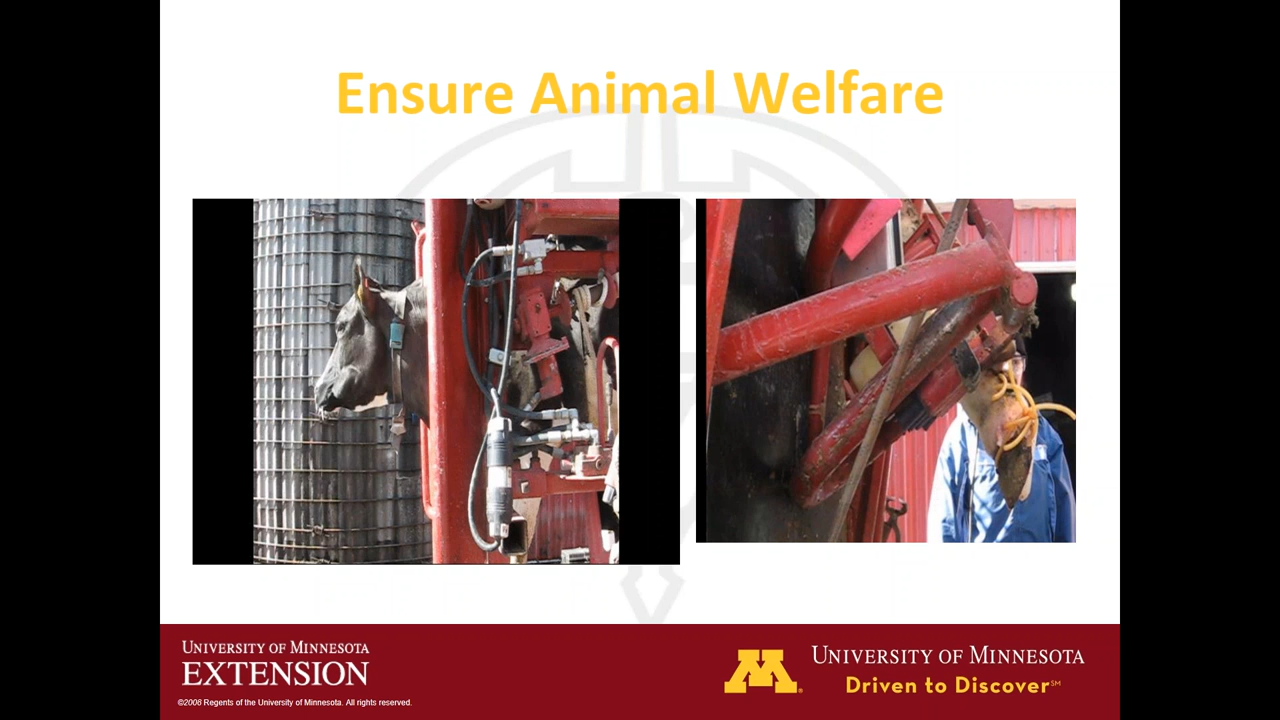 Ensure Animal Welfare
UNIVERSITY OF MINNESOTA
EXTENSION
©2008 Regents of the University of Minnesota. All rights reserved.
UNIVERSITY OF MINNESOTA
Driven to Discover℠